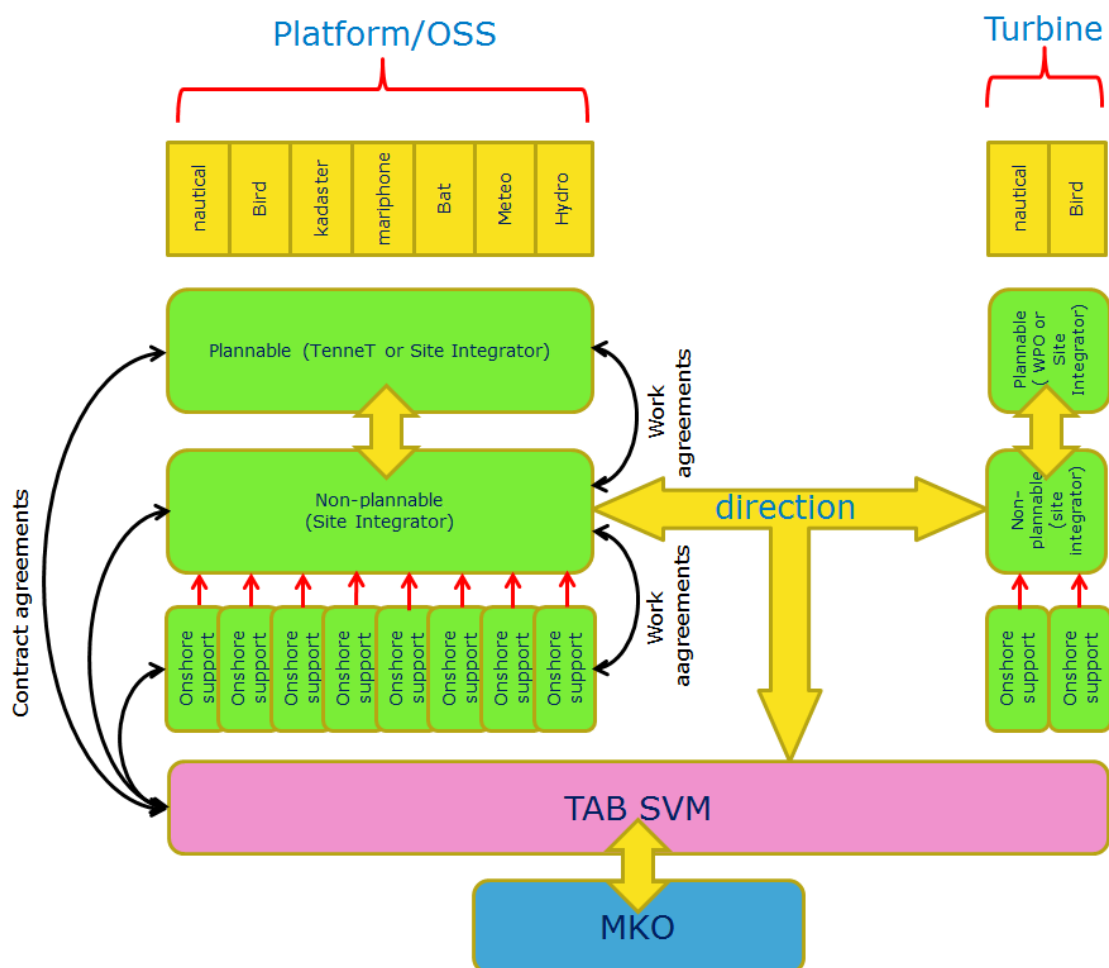 Platform/OSS
Turbine
nautical
Bird
kadaster
mariphone
Bat
Meteo
Hydro
nautical
Bird
Plannable (TenneT or Site Integrator)
Plannable
( WPO or
Site
Integrator)
Work
agreements
Contract agreements
Non-plannable
(Site Integrator)
direction
Non-
plannable
(site
integrator)
Work
aagreements
Onshore
support
Onshore
support
Onshore
support
Onshore
support
Onshore
support
Onshore
support
Onshore
support
Onshore
support
Onshore
support
Onshore
support
TAB SVM
MKO